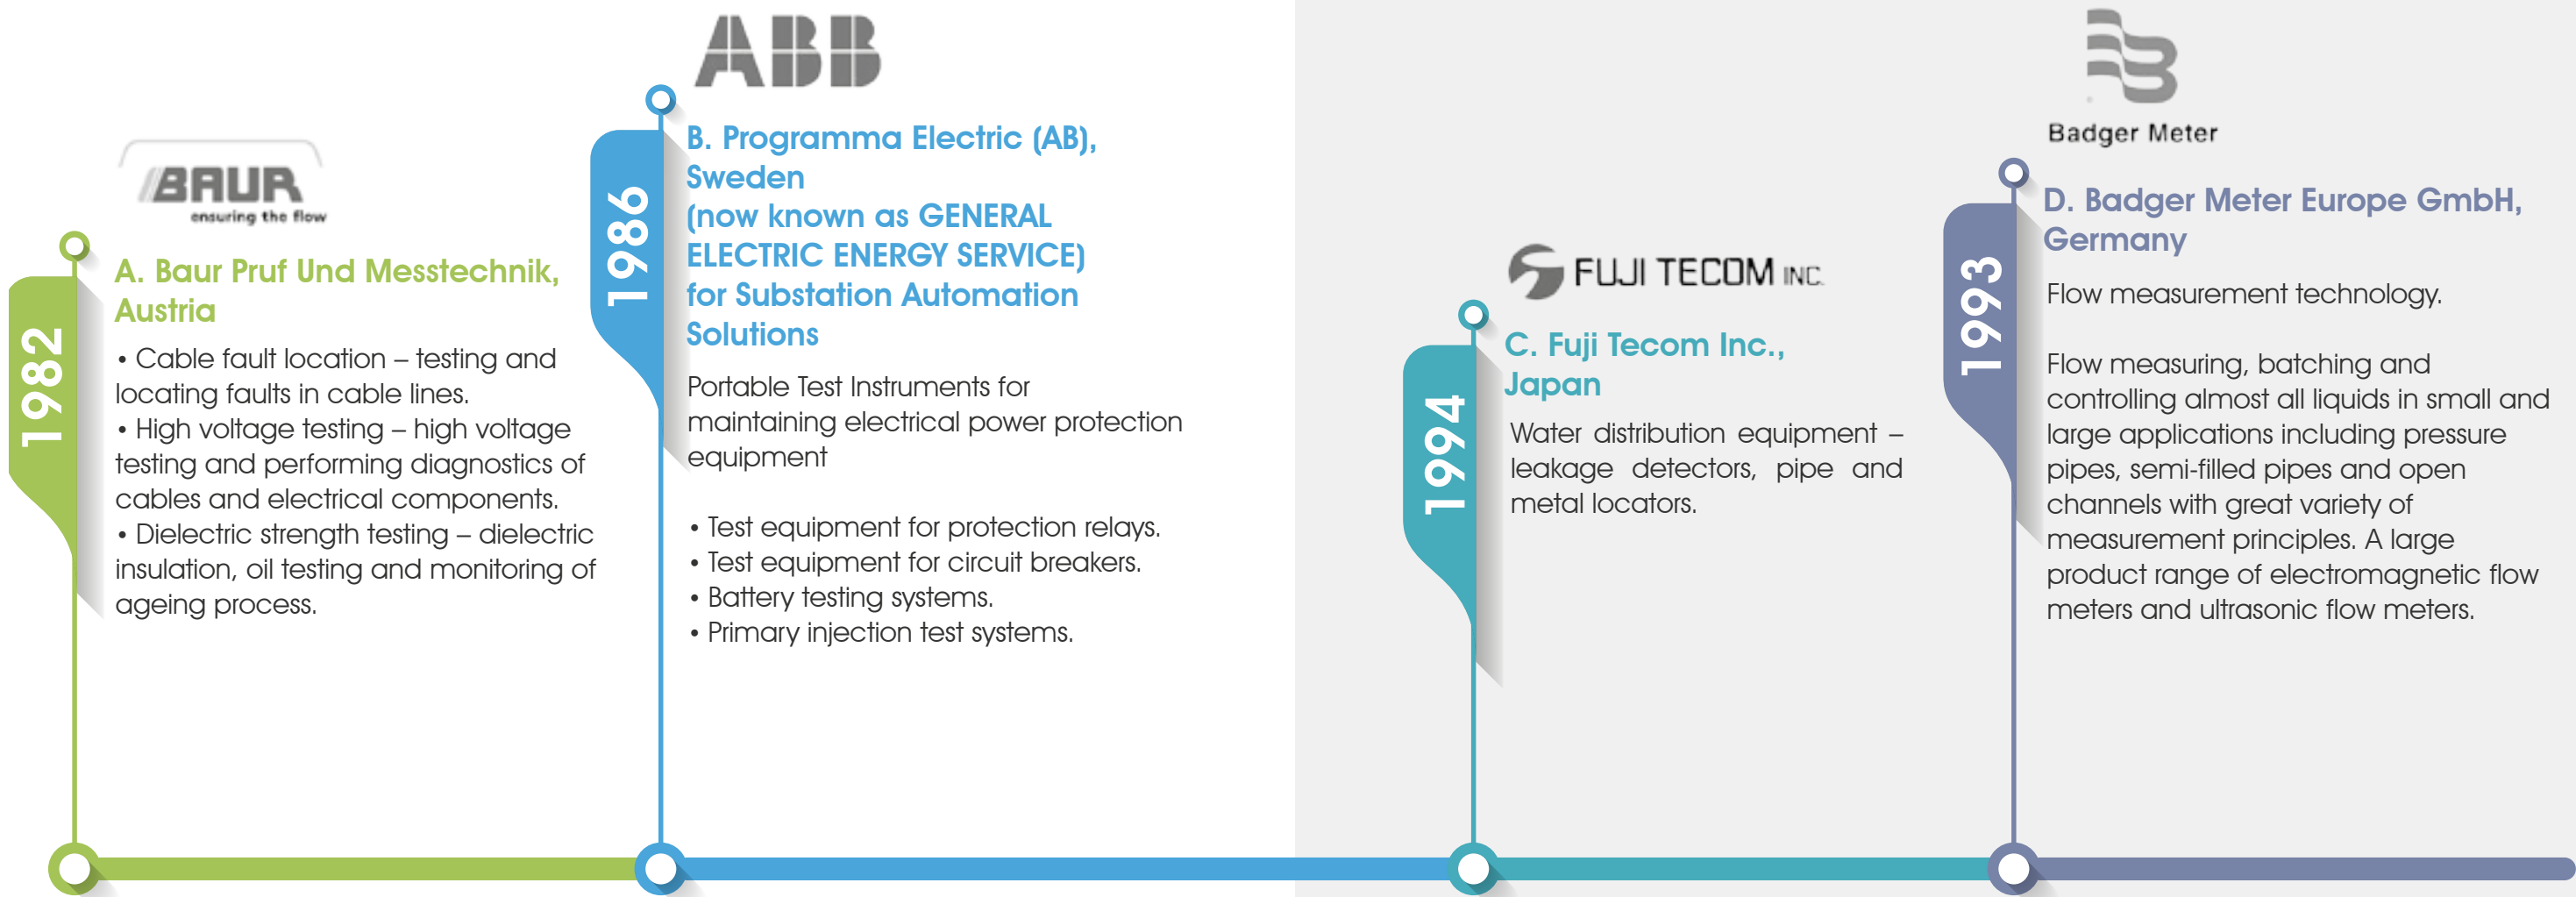 BAUR
ensuring the flow
1982
A. Baur Pruf Und Messtechnik,
Austria
• Cable fault location – testing and
locating faults in cable lines.
• High voltage testing – high voltage
testing and performing diagnostics of
cables and electrical components.
• Dielectric strength testing – dielectric
insulation, oil testing and monitoring of
ageing process.
ABB
1986
B. Programma Electric (AB),
Sweden
(now known as GENERAL
ELECTRIC ENERGY SERVICE)
for Substation Automation
Solutions
Portable Test Instruments for
maintaining electrical power protection
equipment
• Test equipment for protection relays.
• Test equipment for circuit breakers.
• Battery testing systems.
• Primary injection test systems.
FUJI TECOM INC.
1994
C. Fuji Tecom Inc.,
Japan
Water distribution equipment –
leakage detectors, pipe and
metal locators.
Badger Meter
1993
D. Badger Meter Europe GmbH,
Germany
Flow measurement technology.
Flow measuring, batching and
controlling almost all liquids in small and
large applications including pressure
pipes, semi-filled pipes and open
channels with great variety of
measurement principles. A large
product range of electromagnetic flow
meters and ultrasonic flow meters.